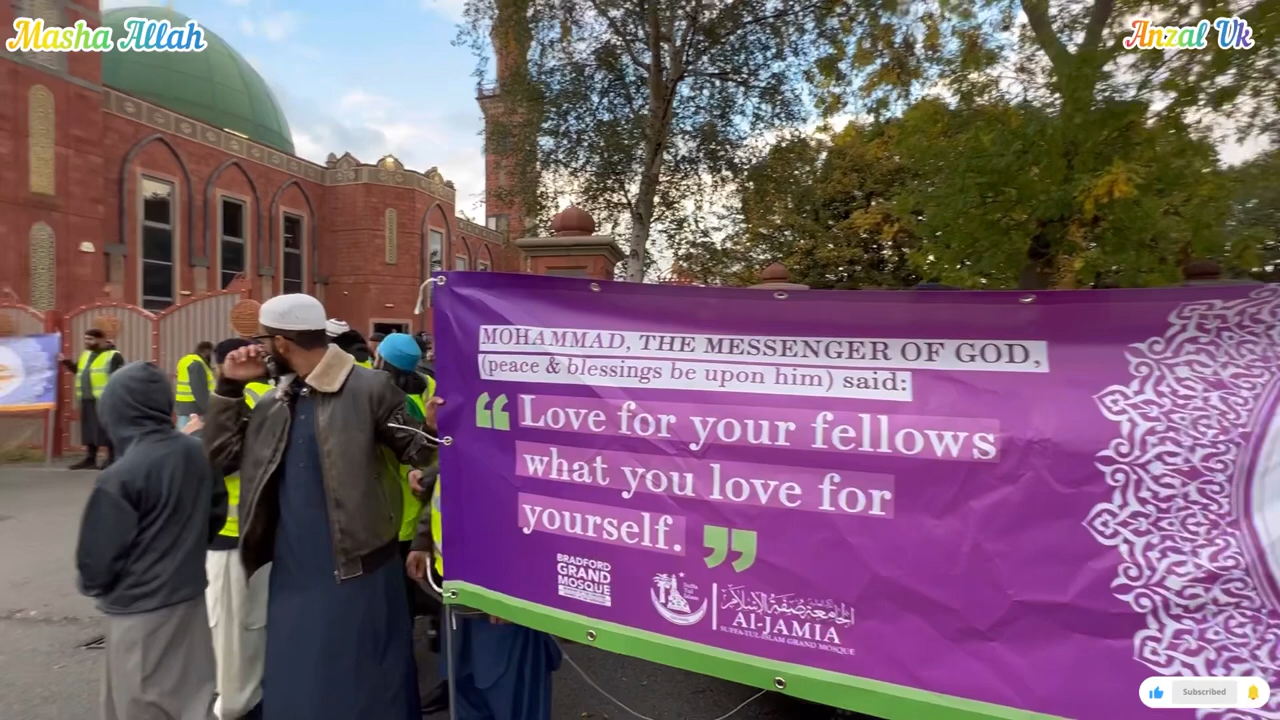 Masha Allah
Anzal Uk
MOHAMMAD, THE MESSENGER OF GOD,
(peace & blessings be upon him) said:
“Love for your fellows
what you love for
yourself.”
BRADFORD
GRAND
MOSQUE
الجامعة صفة الاسلام
Al-JAMIA
SUFFA-TUL-ISLAM GRAND MOSQUE
Subscribed